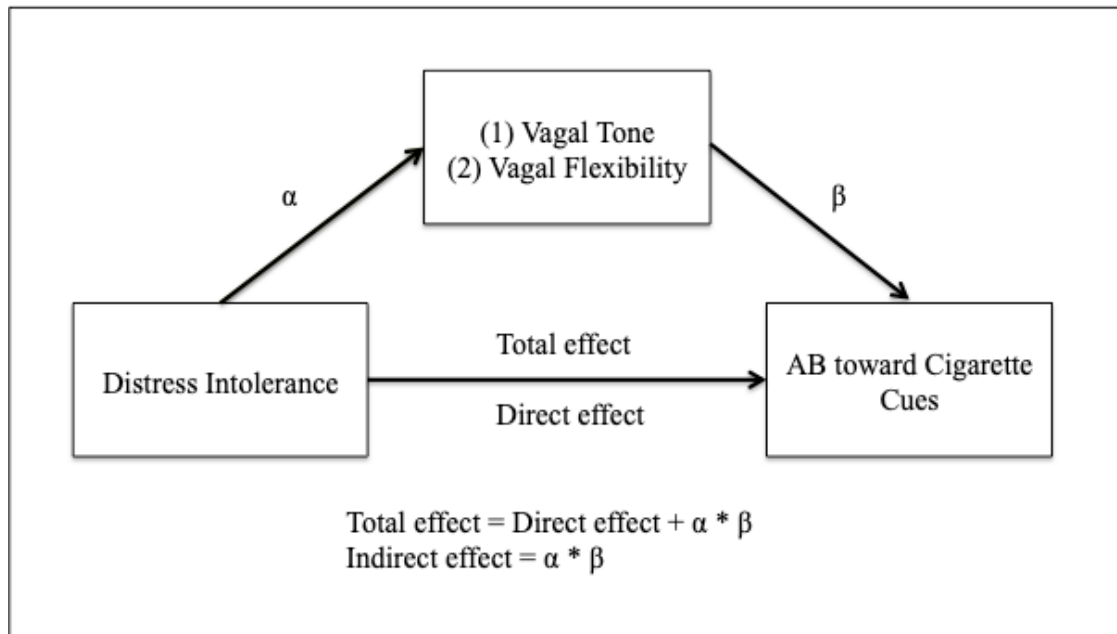 (1) Vagal Tone
(2) Vagal Flexibility
α
β
Distress Intolerance
Total effect
Direct effect
AB toward Cigarette
Cues
Total effect = Direct effect + α * β
Indirect effect = α * β